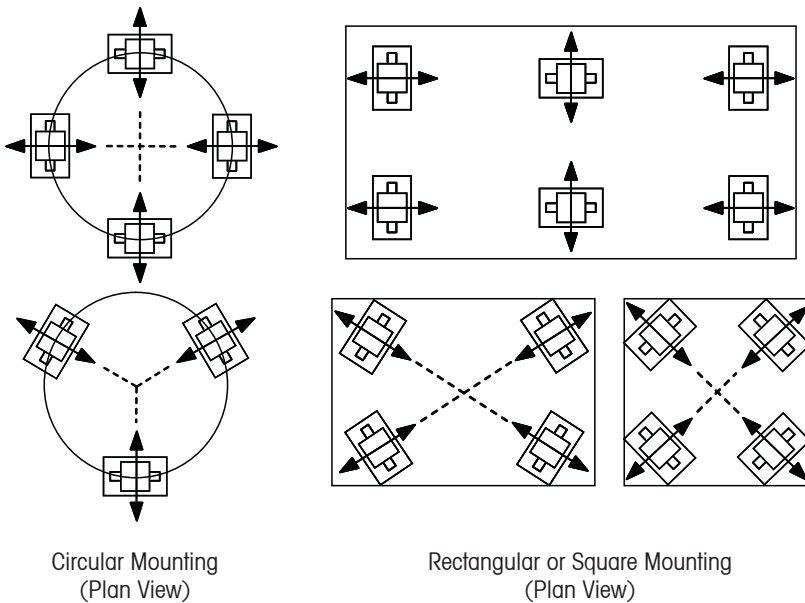 Circular Mounting
(Plan View)
Rectangular or Square Mounting
(Plan View)